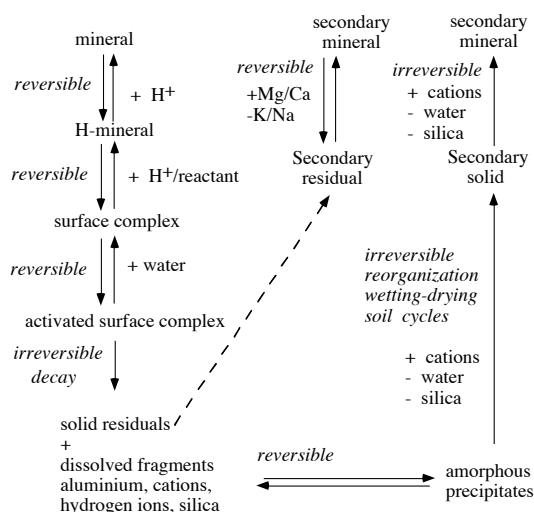 mineral
reversible
+ H+
H-mineral
reversible
+ H+/reactant
surface complex
reversible
+ water
activated surface complex
irreversible
decay
solid residuals
+
dissolved fragments
aluminium, cations,
hydrogen ions, silica
reversible
amorphous
precipitates
secondary
mineral
reversible
+Mg/Ca
-K/Na
Secondary
residual
secondary
mineral
irreversible
+ cations
- water
- silica
Secondary
solid
irreversible
reorganization
wetting-drying
soil cycles
+ cations
- water
- silica